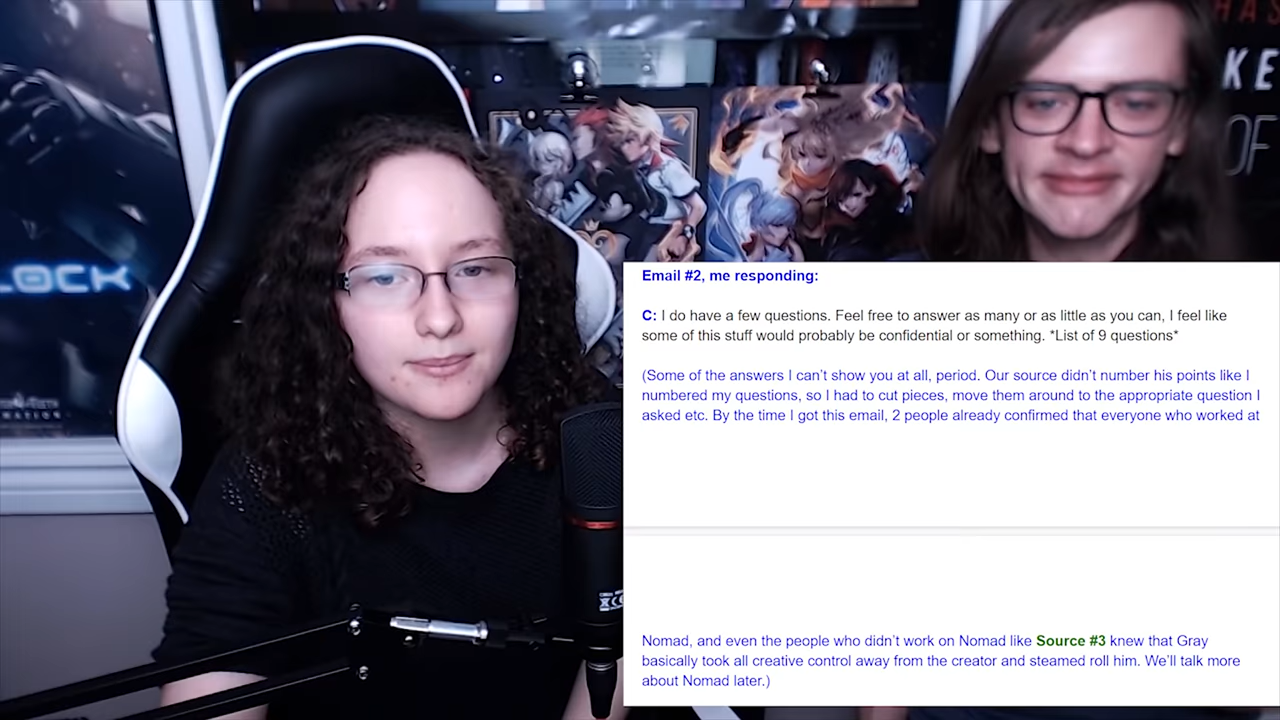 LOCK
HAS
KE
OF
Email #2, me responding:
C: I do have a few questions. Feel free to answer as many or as little as you can, I feel like
some of this stuff would probably be confidential or something. *List of 9 questions*
(Some of the answers I can't show you at all, period. Our source didn't number his points like I
numbered my questions, so I had to cut pieces, move them around to the appropriate question I
asked etc. By the time I got this email, 2 people already confirmed that everyone who worked at
Nomad, and even the people who didn't work on Nomad like Source #3 knew that Gray
basically took all creative control away from the creator and steamed roll him. We'll talk more
about Nomad later.)